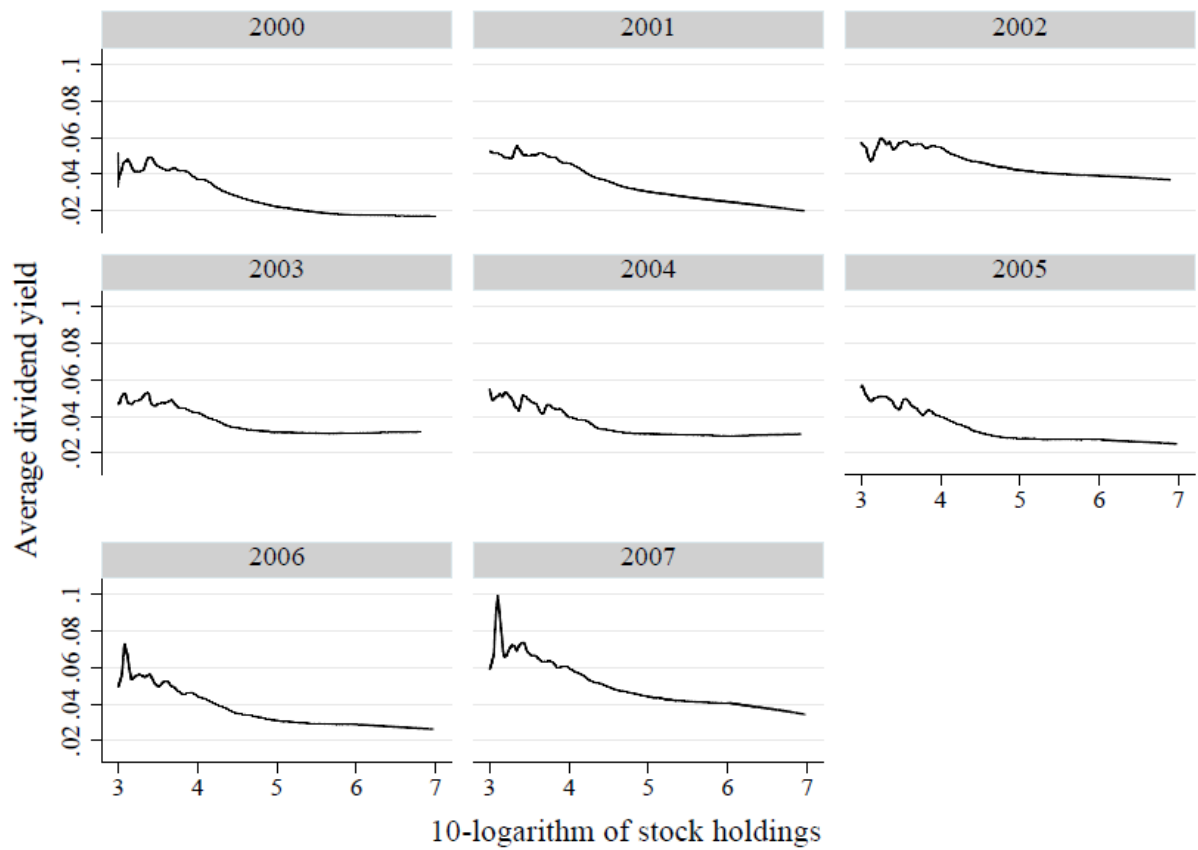 2000 2001 2002
.02 .04 .06 .08 .1
2003 2004 2005
.02 .04 .06 .08 .1
3 4 5 6 7
2006 2007
.02 .04 .06 .08 .1
3 4 5 6 7 3 4 5 6 7
Average dividend yield
10-logarithm of stock holdings